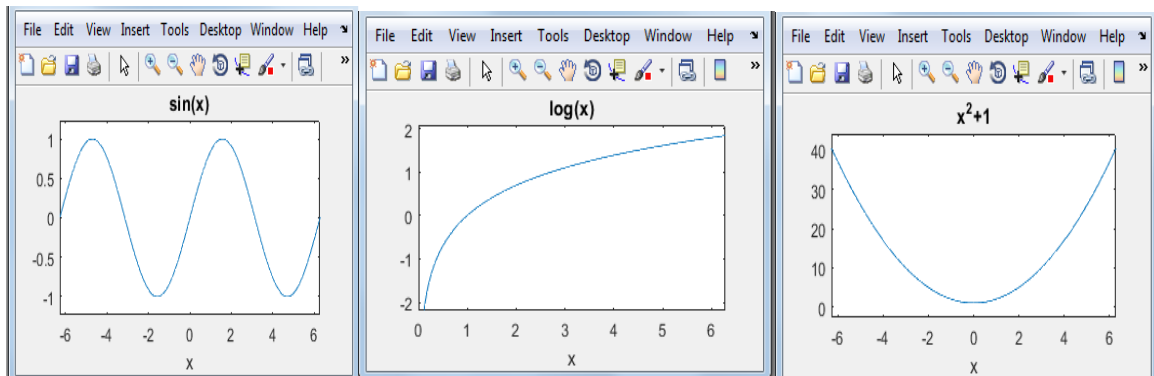 File Edit View Insert Tools Desktop Window Help
»
sin(x)
1
0.5
0
-0.5
-1
-6 -4 -2 0 2 4 6
x
File Edit View Insert Tools Desktop Window Help
»
log(x)
2
1
0
-1
-2
0 1 2 3 4 5 6
x
File Edit View Insert Tools Desktop Window Help
»
x²+1
40
30
20
10
0
-6 -4 -2 0 2 4 6
x